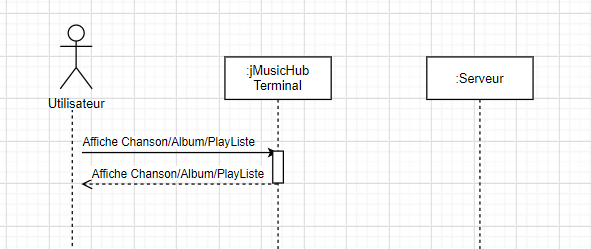 :jMusicHub
Terminal
:Serveur
Utilisateur
Affiche Chanson/Album/PlayListe
Affiche Chanson/Album/PlayListe